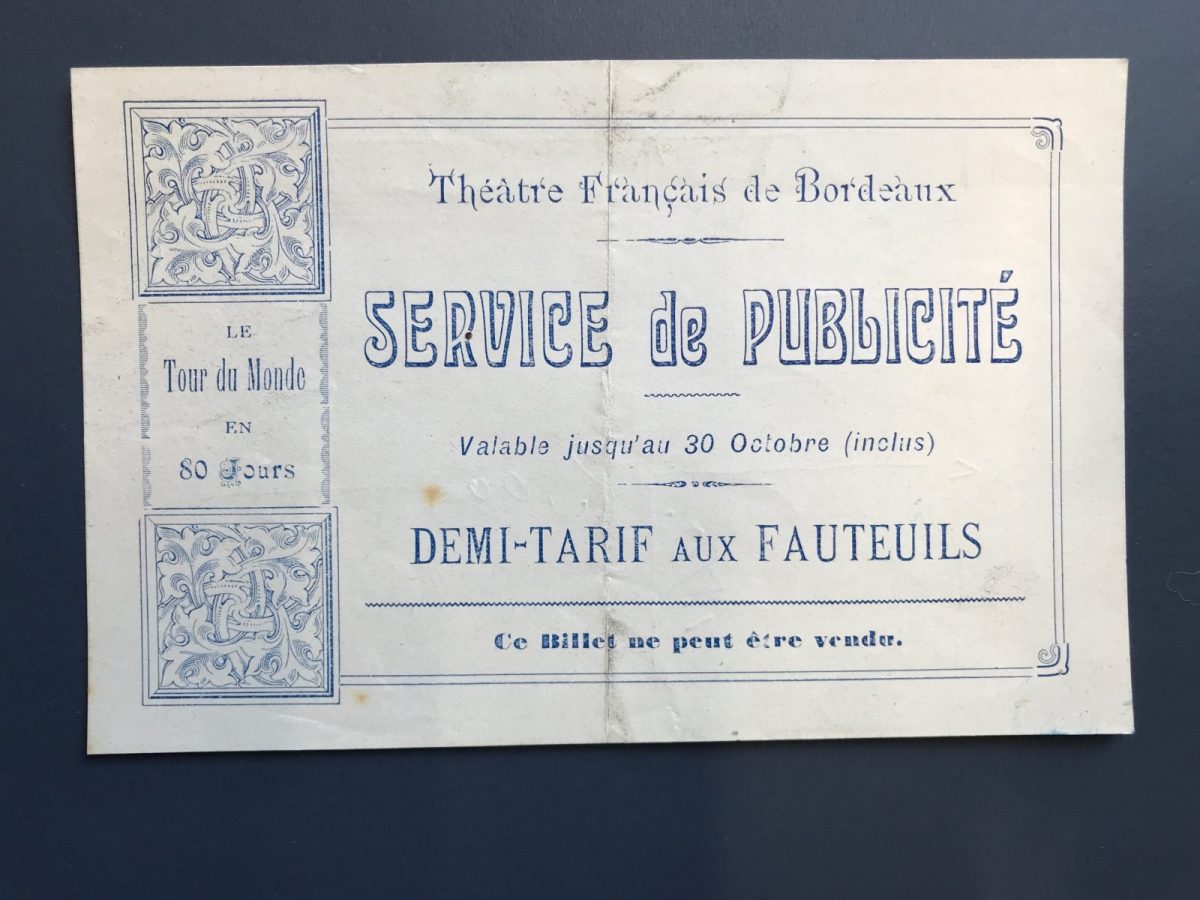 Théâtre Français de Bordeaux
SERVICE de PUBLICITÉ
Valable jusqu'au 30 Octobre (inclus)
DEMI-TARIF AUX FAUTEUILS
Ce Billet ne peut être vendu.
LE
Tour du Monde
EN
80 Jours